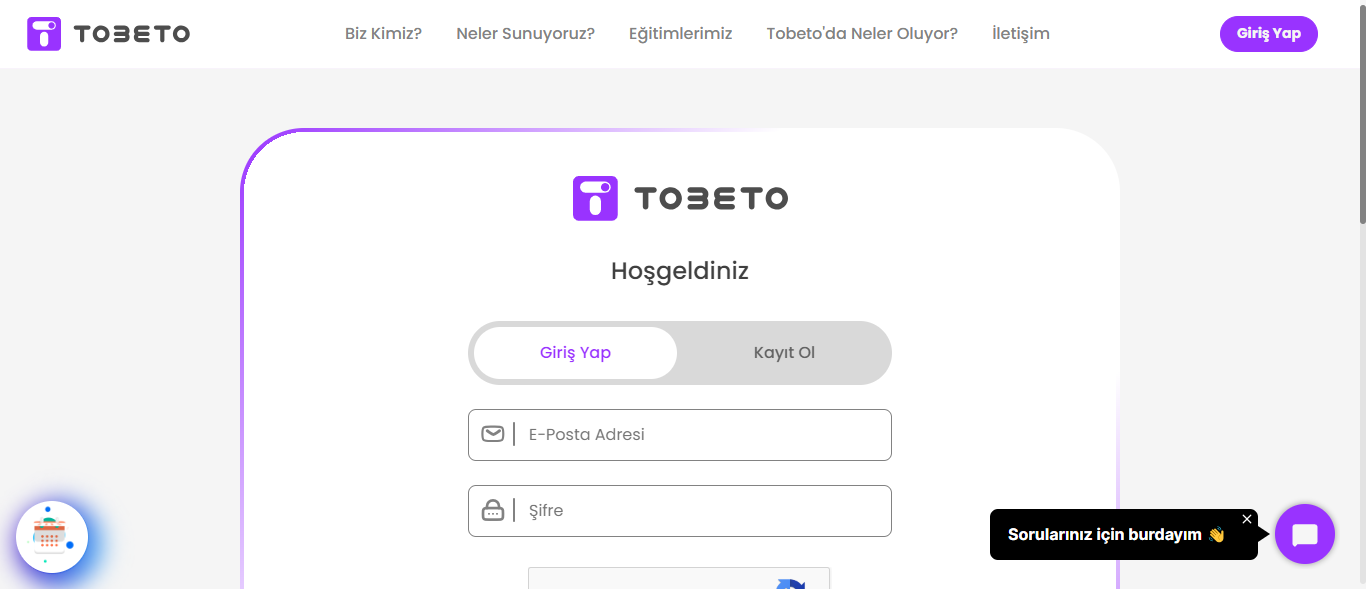 TOBETO
Biz Kimiz? Neler Sunuyoruz? Eğitimlerimiz Tobeto'da Neler Oluyor? İletişim
Giriş Yap
TOBETO
Hoşgeldiniz
Giriş Yap Kayıt Ol
E-Posta Adresi
Şifre
Sorularınız için burdayım 👋